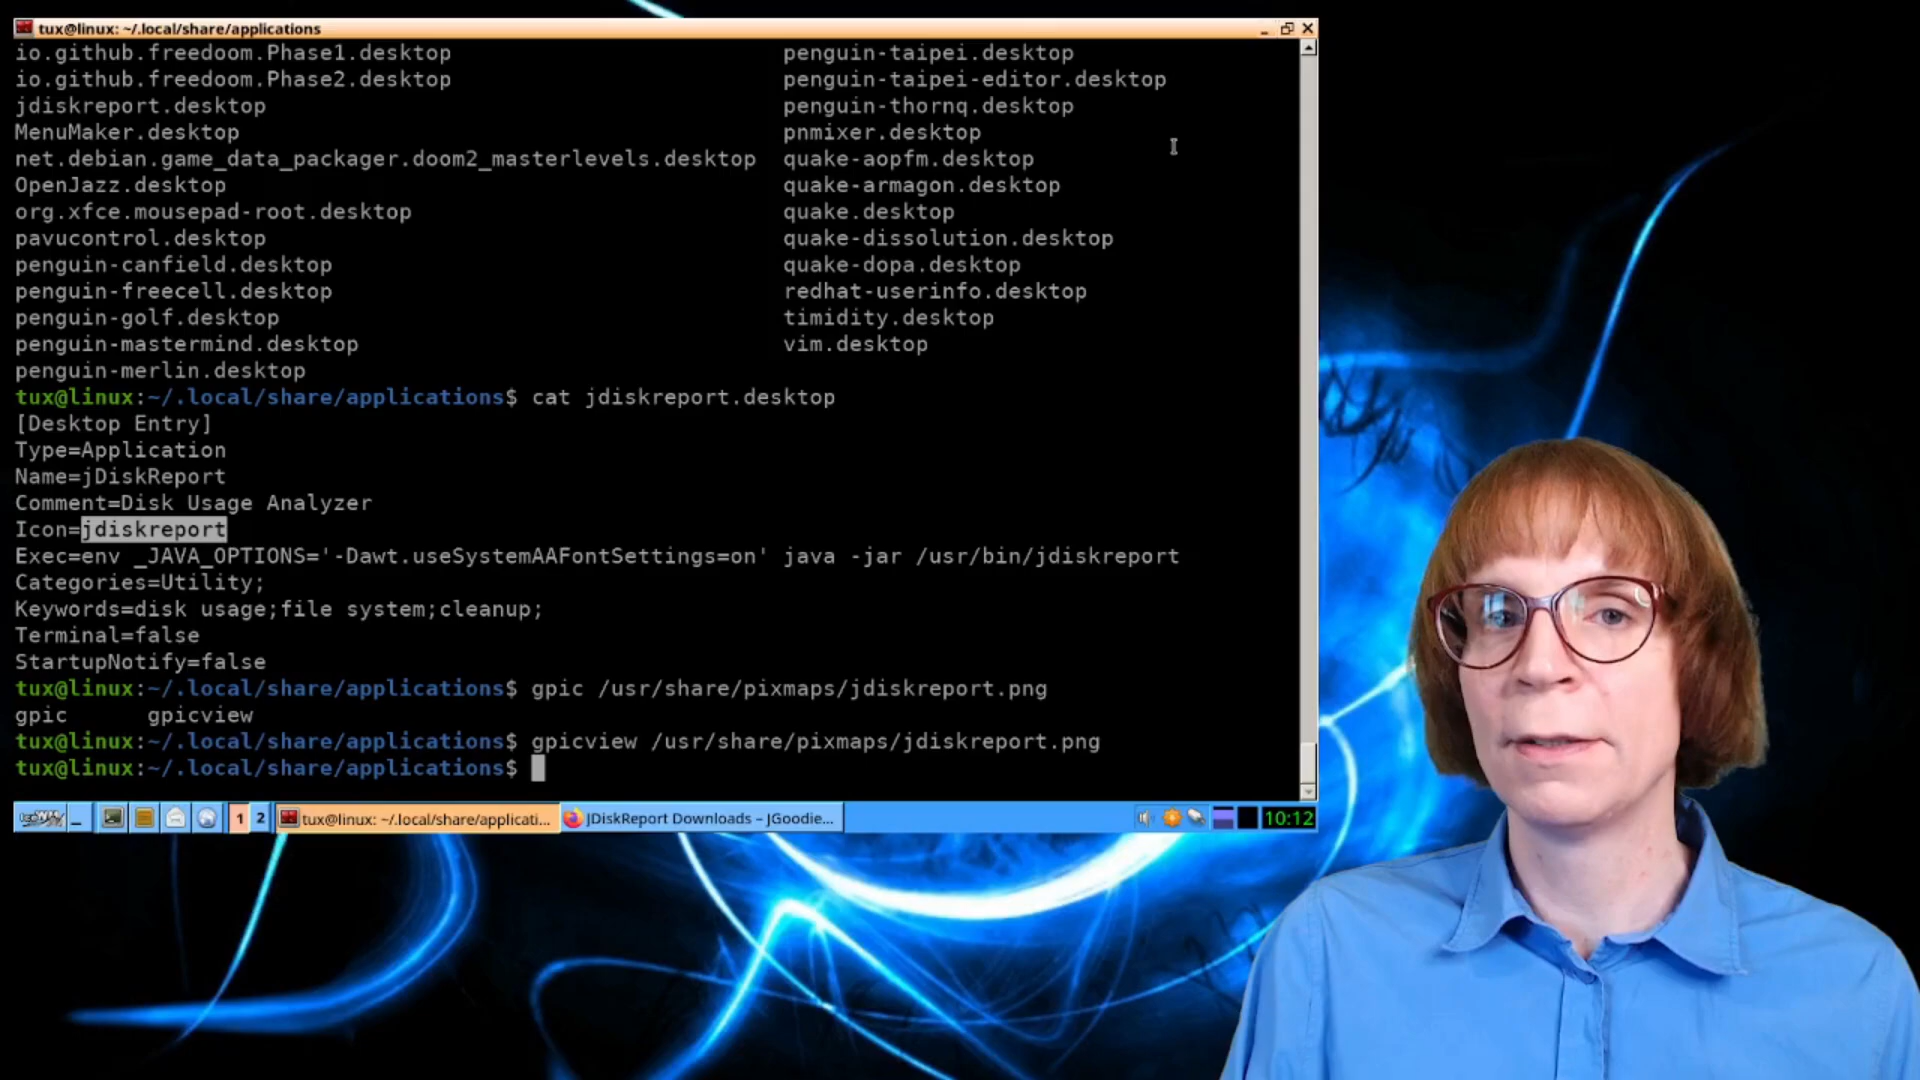 tux@linux: ~/.local/share/applications
io.github.freedoom.Phase1.desktop penguin-taipei.desktop
io.github.freedoom.Phase2.desktop penguin-taipei-editor.desktop
jdiskreport.desktop penguin-thornq.desktop
MenuMaker.desktop pnmixer.desktop
net.debian.game_data_packager.doom2_masterlevels.desktop quake-aopfm.desktop
OpenJazz.desktop quake-armagon.desktop
org.xfce.mousepad-root.desktop quake.desktop
pavucontrol.desktop quake-dissolution.desktop
penguin-canfield.desktop quake-dopa.desktop
penguin-freecell.desktop redhat-userinfo.desktop
penguin-golf.desktop timidity.desktop
penguin-mastermind.desktop vim.desktop
penguin-merlin.desktop
tux@linux:~/.local/share/applications$ cat jdiskreport.desktop
[Desktop Entry]
Type=Application
Name=jDiskReport
Comment=Disk Usage Analyzer
Icon=jdiskreport
Exec=env _JAVA_OPTIONS='-Dawt.useSystemAAFontSettings=on' java -jar /usr/bin/jdiskreport
Categories=Utility;
Keywords=disk usage;file system;cleanup;
Terminal=false
StartupNotify=false
tux@linux:~/.local/share/applications$ gpic /usr/share/pixmaps/jdiskreport.png
gpic gpicview
tux@linux:~/.local/share/applications$ gpicview /usr/share/pixmaps/jdiskreport.png
tux@linux:~/.local/share/applications$
1 2 tux@linux: ~/.local/share/applicati... JDiskReport Downloads – JGoodie... 10:12